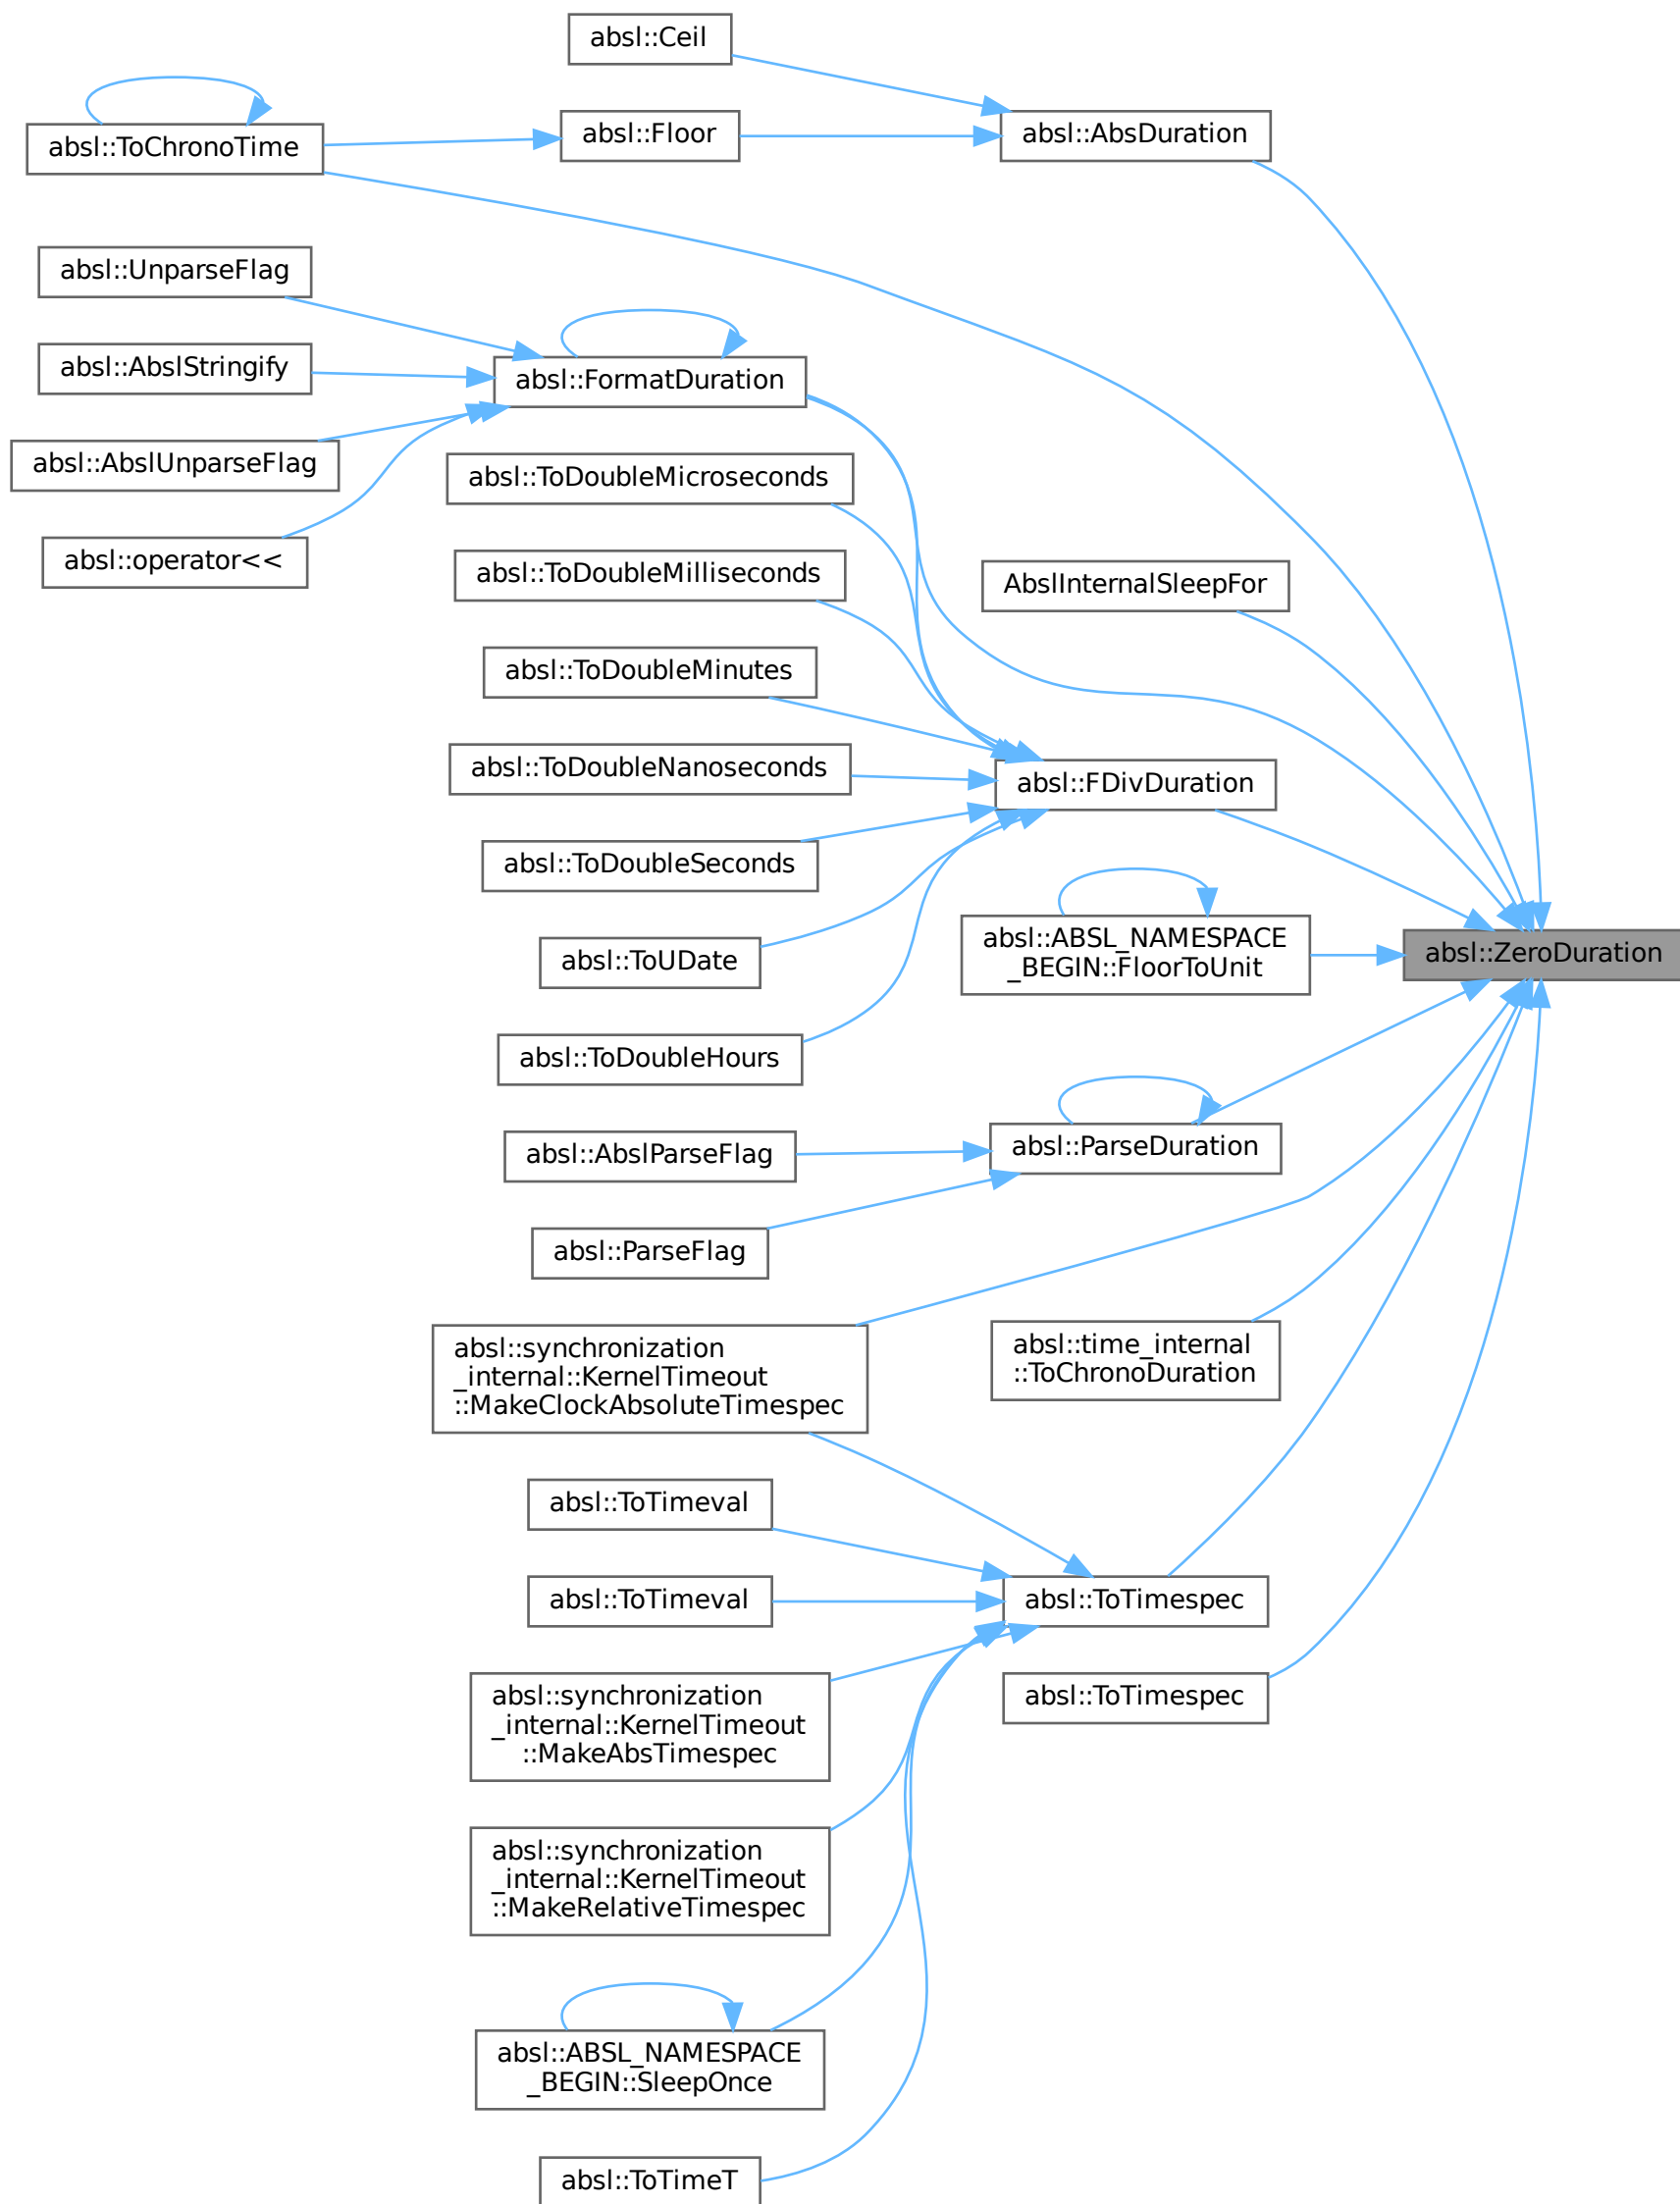 absl::Ceil
absl::Floor
absl::AbsDuration
absl::ToChronoTime
absl::UnparseFlag
absl::AbslStringify
absl::FormatDuration
absl::AbslUnparseFlag
absl::ToDoubleMicroseconds
absl::operator<<
absl::ToDoubleMilliseconds
AbslInternalSleepFor
absl::ToDoubleMinutes
absl::ToDoubleNanoseconds
absl::FDivDuration
absl::ToDoubleSeconds
absl::ToUDate
absl::ABSL_NAMESPACE
_BEGIN::FloorToUnit
absl::ZeroDuration
absl::ToDoubleHours
absl::AbslParseFlag
absl::ParseDuration
absl::ParseFlag
absl::synchronization
_internal::KernelTimeout
::MakeClockAbsoluteTimespec
absl::time_internal
::ToChronoDuration
absl::ToTimeval
absl::ToTimeval
absl::ToTimespec
absl::synchronization
_internal::KernelTimeout
::MakeAbsTimespec
absl::ToTimespec
absl::synchronization
_internal::KernelTimeout
::MakeRelativeTimespec
absl::ABSL_NAMESPACE
_BEGIN::SleepOnce
absl::ToTimeT